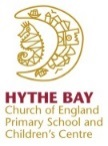 HYTHE BAY
Church of England
Primary School and
Children's Centre